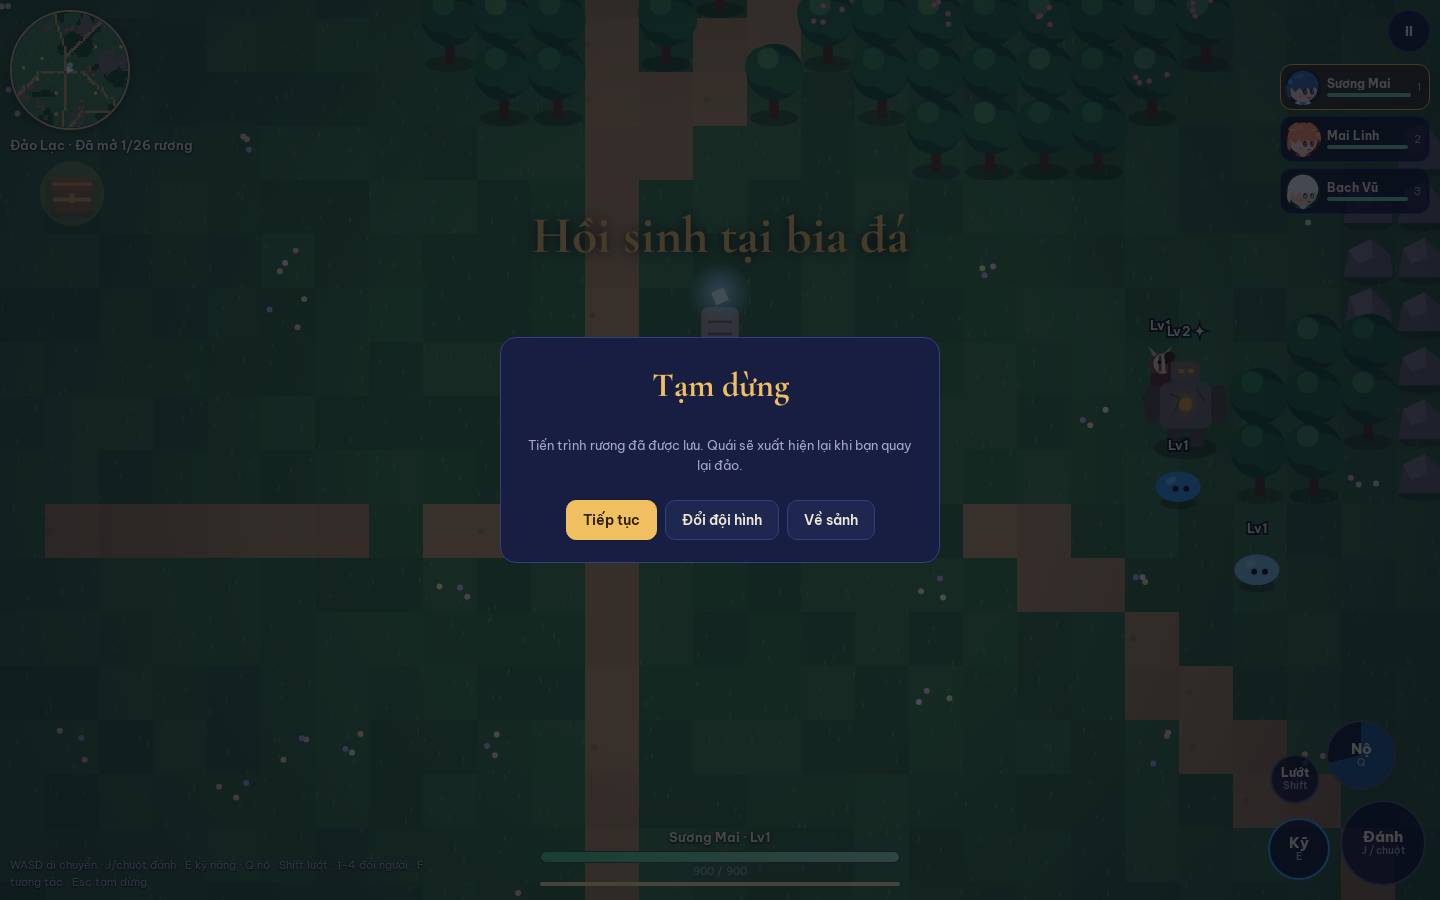 Đảo Lạc · Đã mở 1/26 rương
II
Sương Mai 1
Mai Linh 2
Bạch Vũ 3
Hồi sinh tại bia đá
Lv1
Lv2 ✦
Lv1
Lv1
Tạm dừng
Tiến trình rương đã được lưu. Quái sẽ xuất hiện lại khi bạn quay
lại đảo.
Tiếp tục
Đổi đội hình
Về sảnh
Nộ
Q
Lướt
Shift
Kỹ
E
Đánh
J / chuột
Sương Mai · Lv1
900 / 900
WASD di chuyển · J/chuột đánh · E kỹ năng · Q nộ · Shift lướt · 1-4 đổi người · F
tương tác · Esc tạm dừng